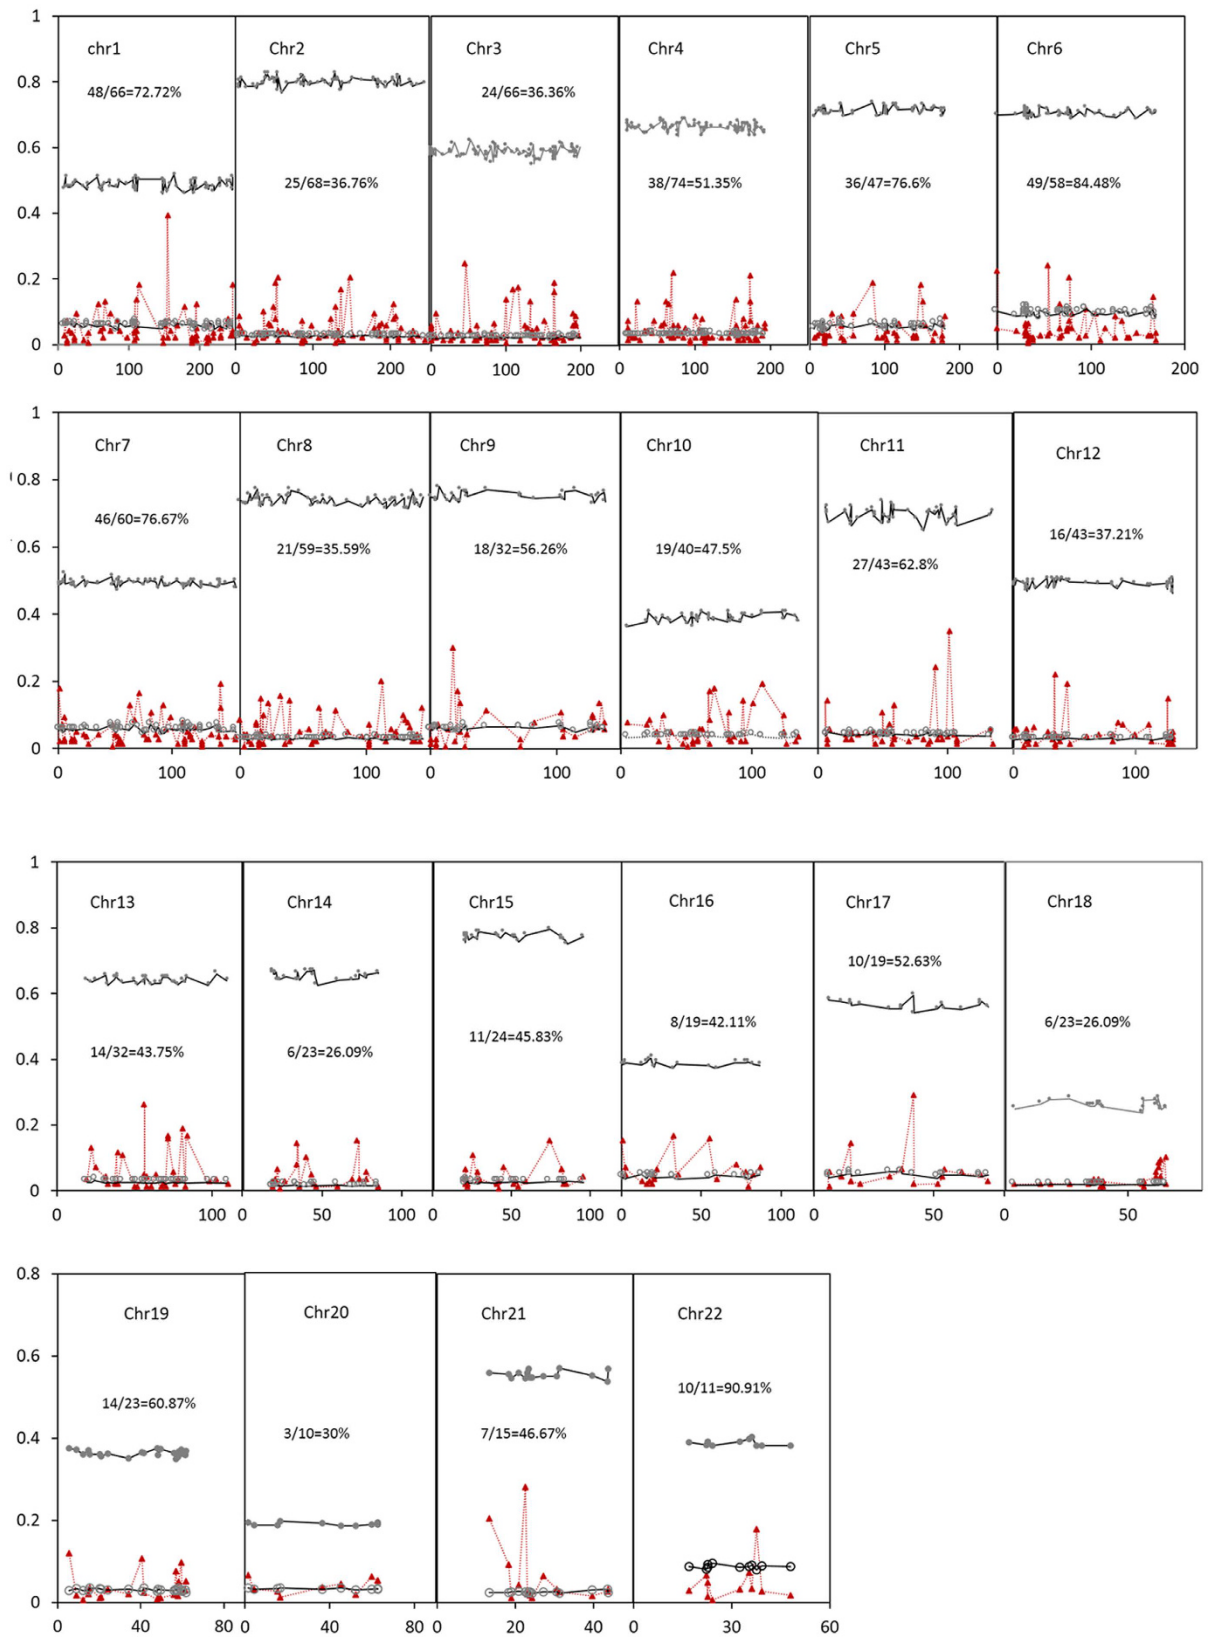 1
chr1 Chr2 Chr3 Chr4 Chr5 Chr6
0.8
48/66=72.72% 24/66=36.36%
0.6
25/68=36.76% 38/74=51.35% 36/47=76.6% 49/58=84.48%
0.4
0.2
0
0 100 200 0 100 200 0 100 200 0 100 200 0 100 200 0 100 200
1
Chr7 Chr8 Chr9 Chr10 Chr11 Chr12
0.8
46/60=76.67% 16/43=37.21%
21/59=35.59% 18/32=56.26% 19/40=47.5% 27/43=62.8%
0.6
0.4
0.2
0
0 100 0 100 0 100 0 100 0 100 0 100
1
Chr13 Chr14 Chr15 Chr16 Chr17 Chr18
0.8
10/19=52.63%
0.6
8/19=42.11% 6/23=26.09%
14/32=43.75% 6/23=26.09% 11/24=45.83%
0.4
0.2
0
0 100 0 50 100 0 50 100 0 50 100 0 50 0 50
0.8
Chr19 Chr20 Chr21 Chr22
0.6
10/11=90.91%
14/23=60.87%
3/10=30% 7/15=46.67%
0.4
0.2
0
0 40 80 0 40 80 0 20 40 0 30 60